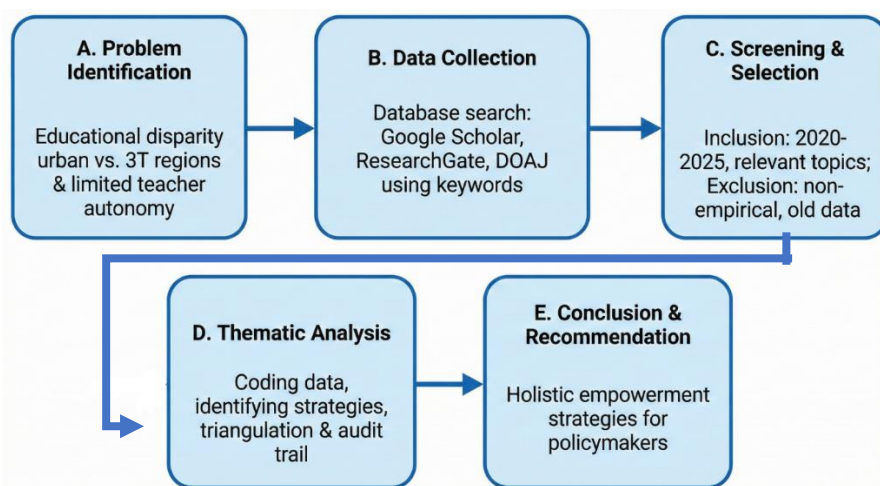 A. Problem
Identification
Educational disparity
urban vs. 3T regions
& limited teacher
autonomy
B. Data Collection
Database search:
Google Scholar,
ResearchGate, DOAJ
using keywords
C. Screening &
Selection
Inclusion: 2020-
2025, relevant topics;
Exclusion: non-
empirical, old data
D. Thematic Analysis
Coding data,
identifying strategies,
triangulation & audit
trail
E. Conclusion &
Recommendation
Holistic empowerment
strategies for
policymakers